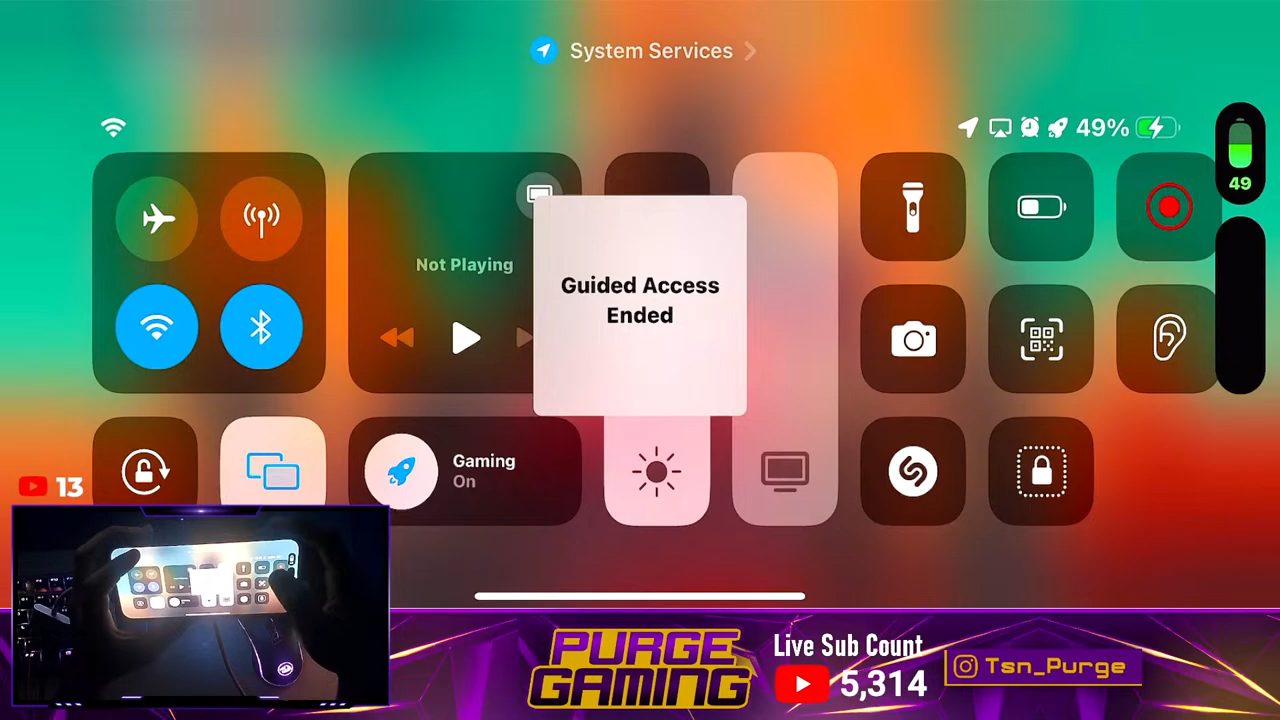 System Services
49%
49
Not Playing
Guided Access
Ended
Gaming
On
13
PURGE
GAMING
Live Sub Count
5,314
Tsn_Purge